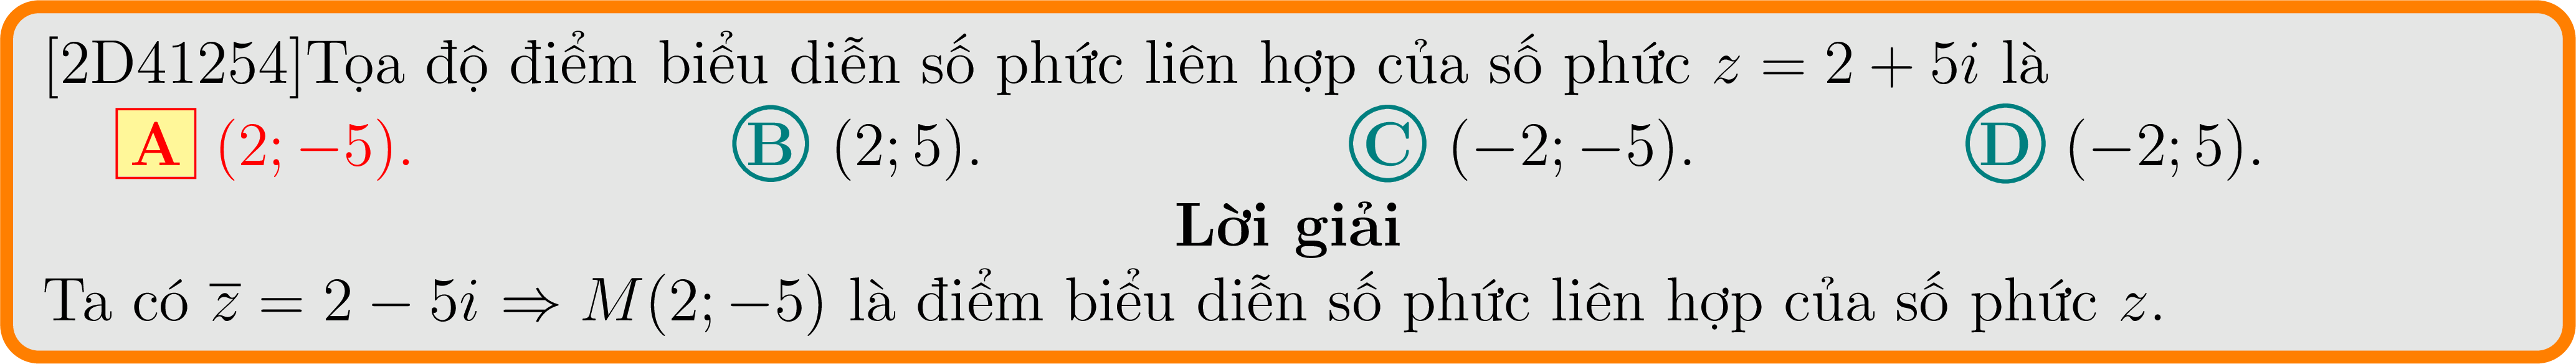 [2D41254]Tọa độ điểm biểu diễn số phức liên hợp của số phức z = 2 + 5i là
A (2; −5). B (2; 5). C (−2; −5). D (−2; 5).
Lời giải
Ta có z̅ = 2 − 5i ⇒ M(2; −5) là điểm biểu diễn số phức liên hợp của số phức z.